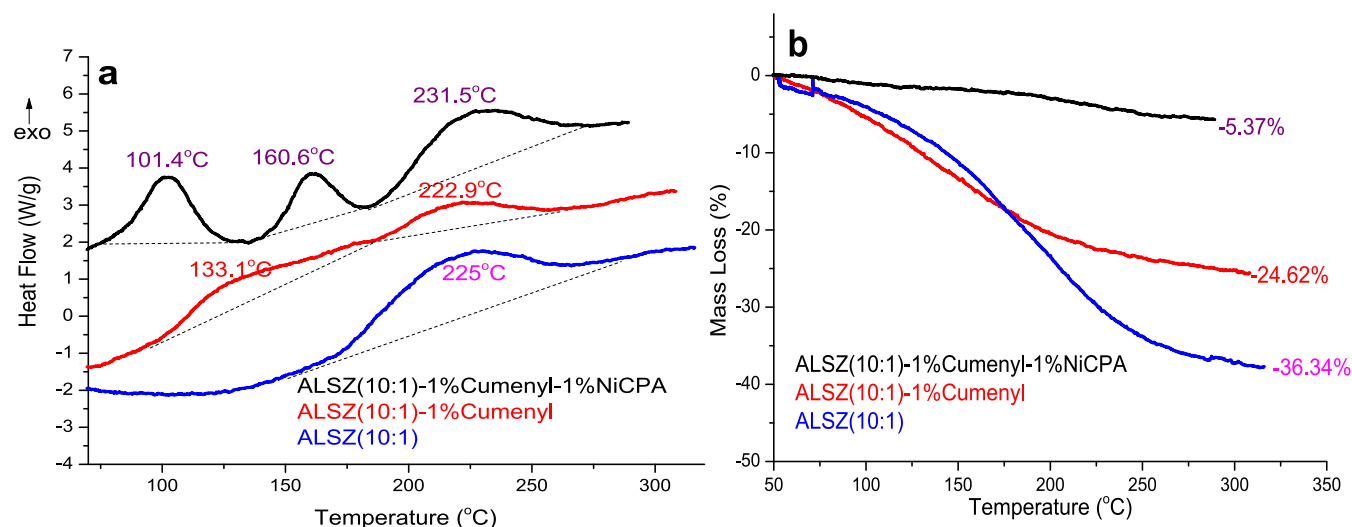 a
7
6
5
4
3
2
1
0
-1
-2
-3
-4
exo
Heat Flow (W/g)
101.4°C
160.6°C
231.5°C
133.1°C
222.9°C
225°C
ALSZ(10:1)-1%Cumenyl-1%NiCPA
ALSZ(10:1)-1%Cumenyl
ALSZ(10:1)
100 150 200 250 300
Temperature (°C)
b
0
-10
-20
-30
-40
-50
Mass Loss (%)
-5.37%
-24.62%
-36.34%
ALSZ(10:1)-1%Cumenyl-1%NiCPA
ALSZ(10:1)-1%Cumenyl
ALSZ(10:1)
50 100 150 200 250 300 350
Temperature (°C)